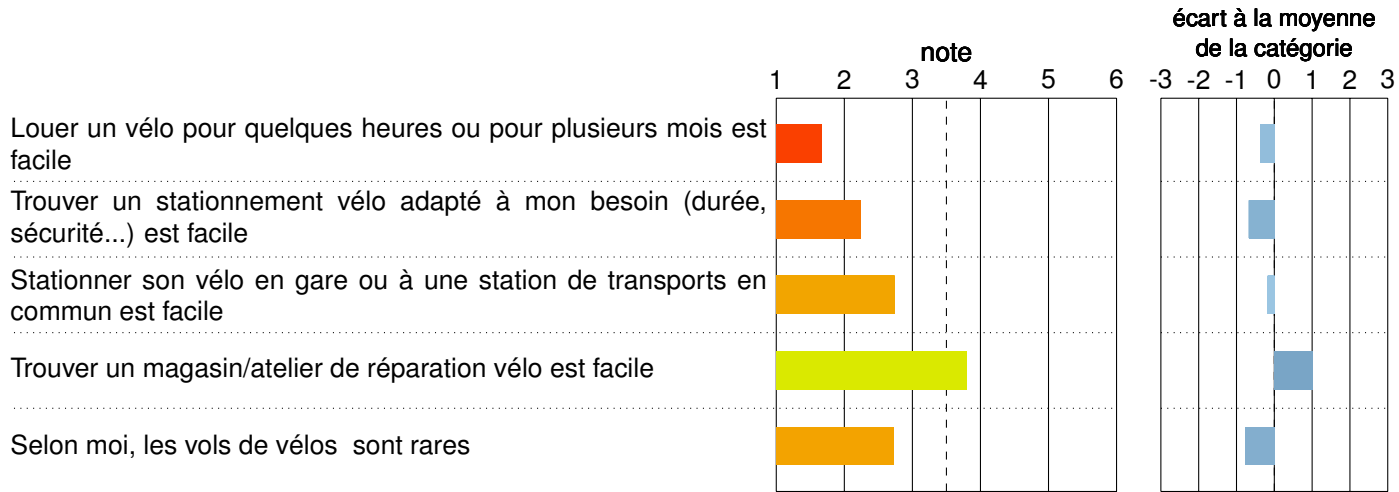 écart à la moyenne
note de la catégorie
1 2 3 4 5 6 -3 -2 -1 0 1 2 3
Louer un vélo pour quelques heures ou pour plusieurs mois est
facile
Trouver un stationnement vélo adapté à mon besoin (durée,
sécurité...) est facile
Stationner son vélo en gare ou à une station de transports en
commun est facile
Trouver un magasin/atelier de réparation vélo est facile
Selon moi, les vols de vélos sont rares